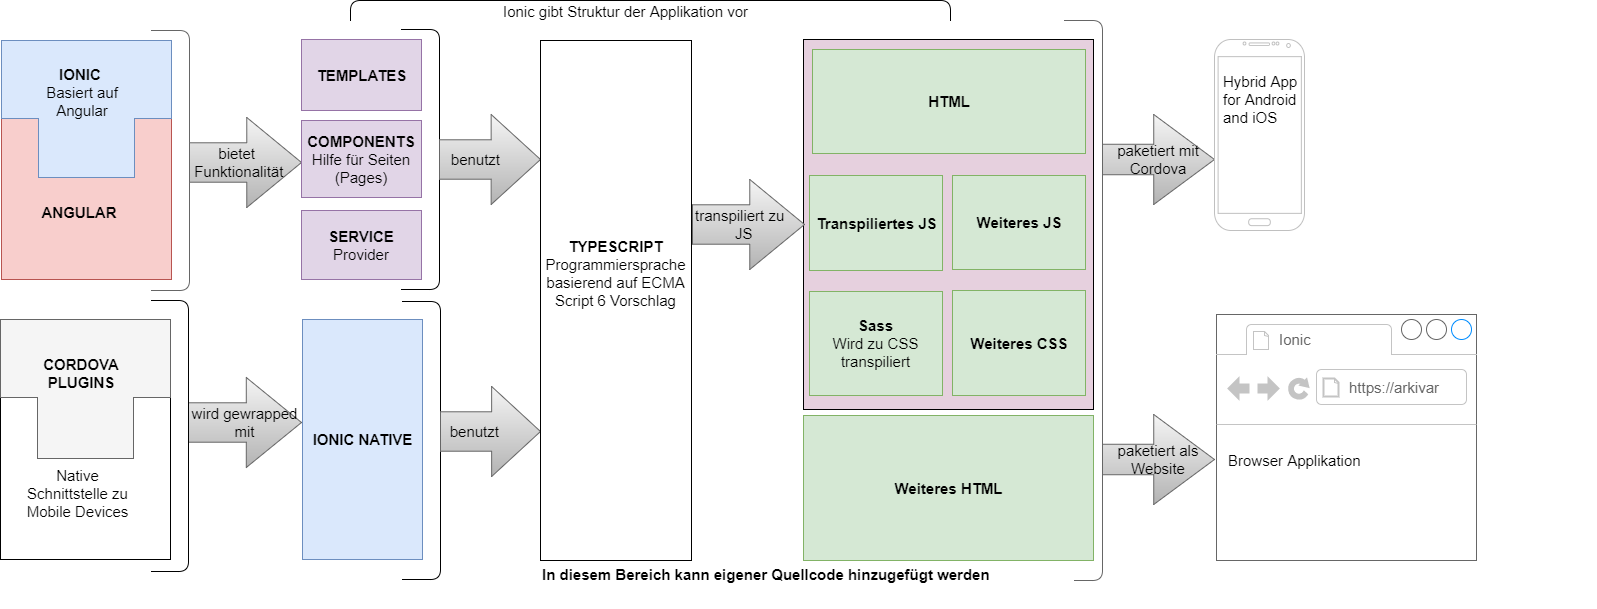 Ionic gibt Struktur der Applikation vor
IONIC
Basiert auf
Angular
ANGULAR
bietet
Funktionalität
TEMPLATES
COMPONENTS
Hilfe für Seiten
(Pages)
SERVICE
Provider
benutzt
CORDOVA
PLUGINS
Native
Schnittstelle zu
Mobile Devices
wird gewrapped
mit
IONIC NATIVE
benutzt
TYPESCRIPT
Programmiersprache
basierend auf ECMA
Script 6 Vorschlag
transpiliert zu
JS
HTML
Transpiliertes JS
Weiteres JS
Sass
Wird zu CSS
transpiliert
Weiteres CSS
Weiteres HTML
In diesem Bereich kann eigener Quellcode hinzugefügt werden
paketiert mit
Cordova
Hybrid App
for Android
and iOS
paketiert als
Website
Ionic
https://arkivar
Browser Applikation